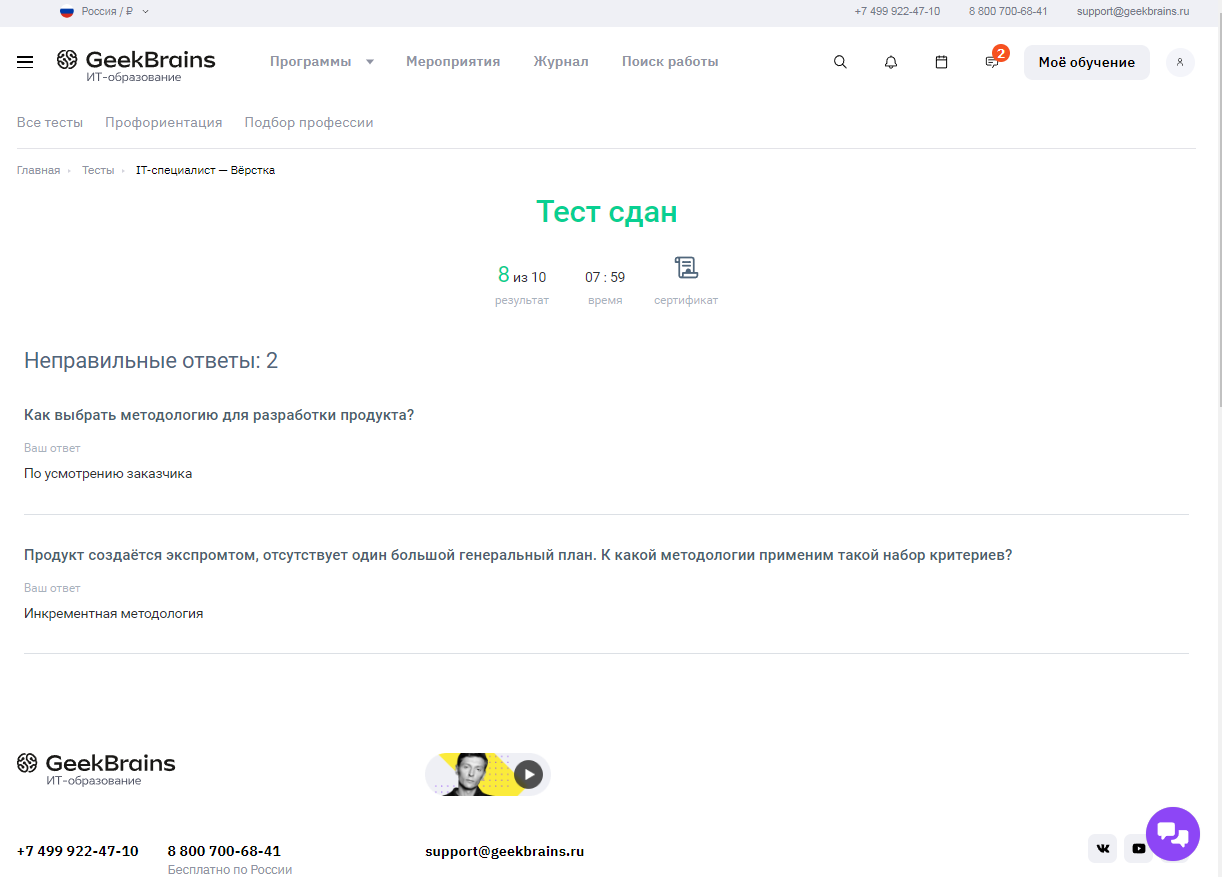 Россия / ₽
+7 499 922-47-10 8 800 700-68-41 support@geekbrains.ru
GeekBrains
ИТ-образование
Программы Мероприятия Журнал Поиск работы
2
Моё обучение
Все тесты Профориентация Подбор профессии
Главная Тесты IT-специалист — Вёрстка
Тест сдан
8 из 10 07 : 59
результат время сертификат
Неправильные ответы: 2
Как выбрать методологию для разработки продукта?
Ваш ответ
По усмотрению заказчика
Продукт создаётся экспромтом, отсутствует один большой генеральный план. К какой методологии применим такой набор критериев?
Ваш ответ
Инкрементная методология
GeekBrains
ИТ-образование
+7 499 922-47-10 8 800 700-68-41 support@geekbrains.ru
Бесплатно по России